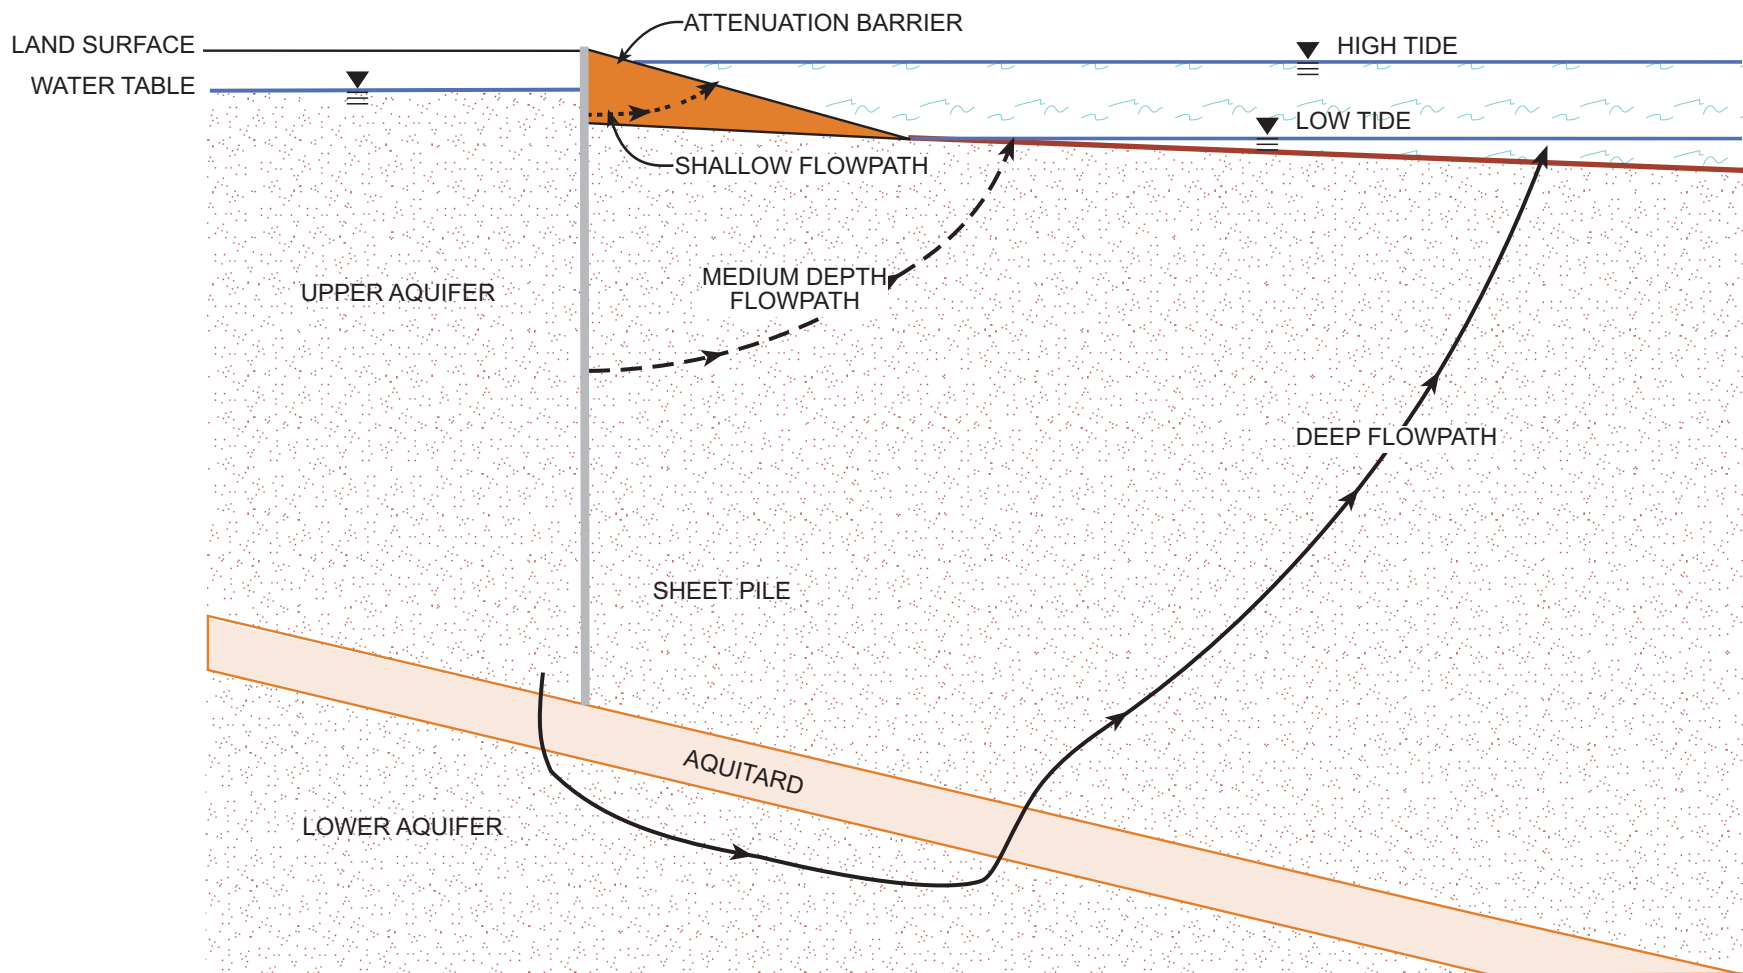 ATTENUATION BARRIER
LAND SURFACE
HIGH TIDE
WATER TABLE
LOW TIDE
SHALLOW FLOWPATH
MEDIUM DEPTH
FLOWPATH
UPPER AQUIFER
DEEP FLOWPATH
SHEET PILE
AQUITARD
LOWER AQUIFER